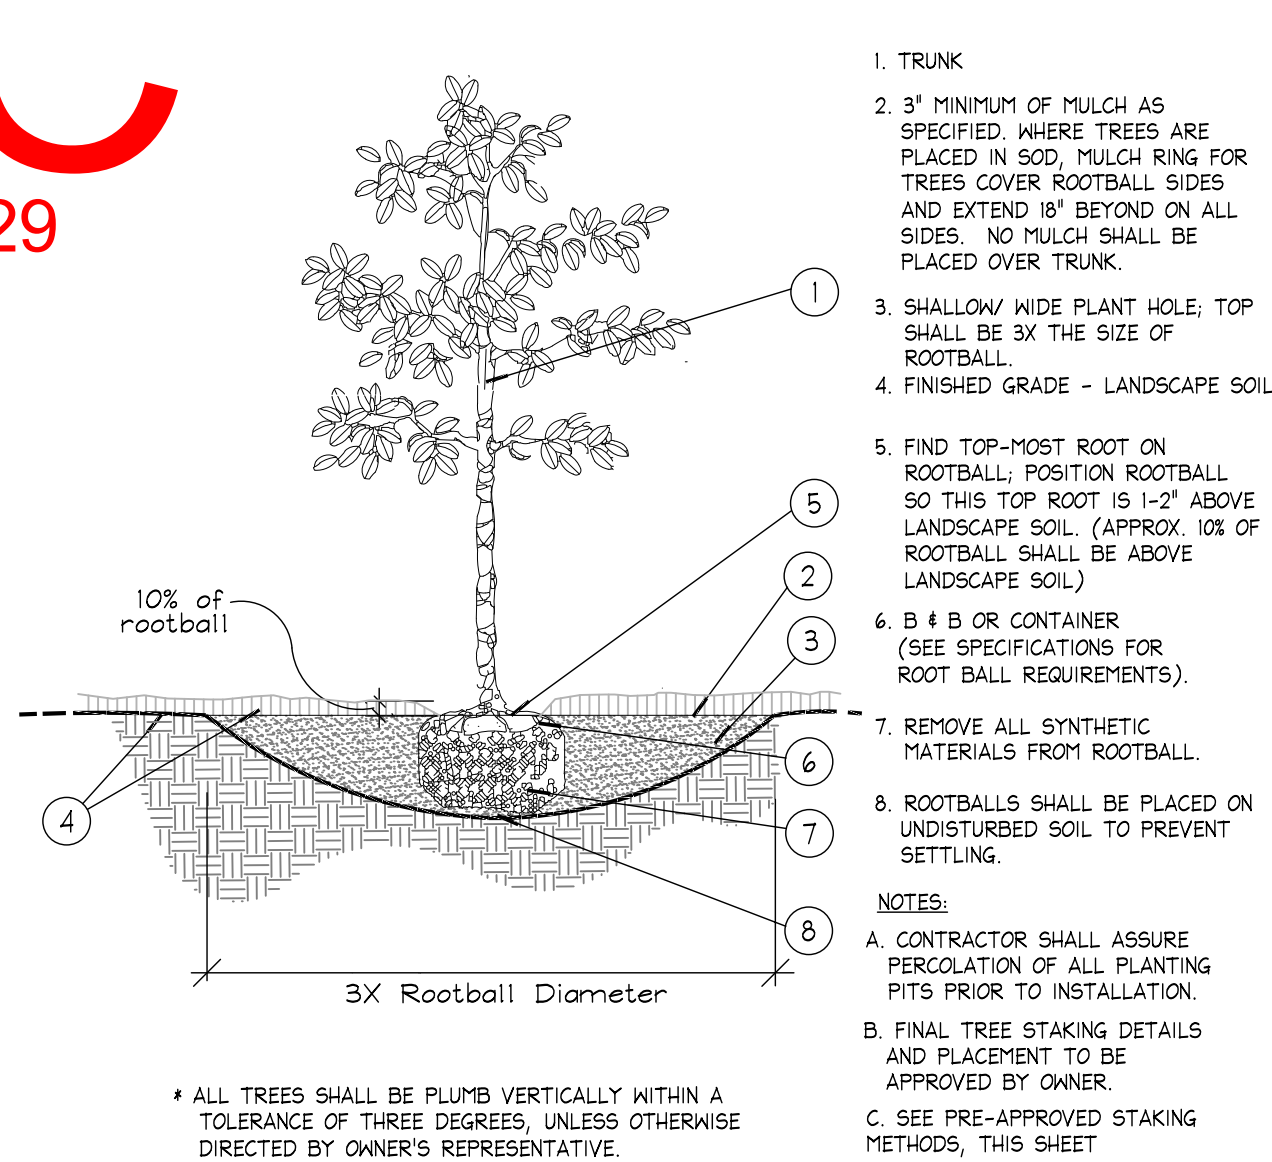 29
1. TRUNK
2. 3" MINIMUM OF MULCH AS
SPECIFIED. WHERE TREES ARE
PLACED IN SOD, MULCH RING FOR
TREES COVER ROOTBALL SIDES
AND EXTEND 18" BEYOND ON ALL
SIDES. NO MULCH SHALL BE
PLACED OVER TRUNK.
3. SHALLOW/ WIDE PLANT HOLE; TOP
SHALL BE 3X THE SIZE OF
ROOTBALL.
4. FINISHED GRADE - LANDSCAPE SOIL
5. FIND TOP-MOST ROOT ON
ROOTBALL; POSITION ROOTBALL
SO THIS TOP ROOT IS 1-2" ABOVE
LANDSCAPE SOIL. (APPROX. 10% OF
ROOTBALL SHALL BE ABOVE
LANDSCAPE SOIL)
6. B & B OR CONTAINER
(SEE SPECIFICATIONS FOR
ROOT BALL REQUIREMENTS).
7. REMOVE ALL SYNTHETIC
MATERIALS FROM ROOTBALL.
8. ROOTBALLS SHALL BE PLACED ON
UNDISTURBED SOIL TO PREVENT
SETTLING.
NOTES:
A. CONTRACTOR SHALL ASSURE
PERCOLATION OF ALL PLANTING
PITS PRIOR TO INSTALLATION.
B. FINAL TREE STAKING DETAILS
AND PLACEMENT TO BE
APPROVED BY OWNER.
C. SEE PRE-APPROVED STAKING
METHODS, THIS SHEET
1
5
2
3
6
7
8
4
10% of
rootball
3X Rootball Diameter
* ALL TREES SHALL BE PLUMB VERTICALLY WITHIN A
TOLERANCE OF THREE DEGREES, UNLESS OTHERWISE
DIRECTED BY OWNER'S REPRESENTATIVE.